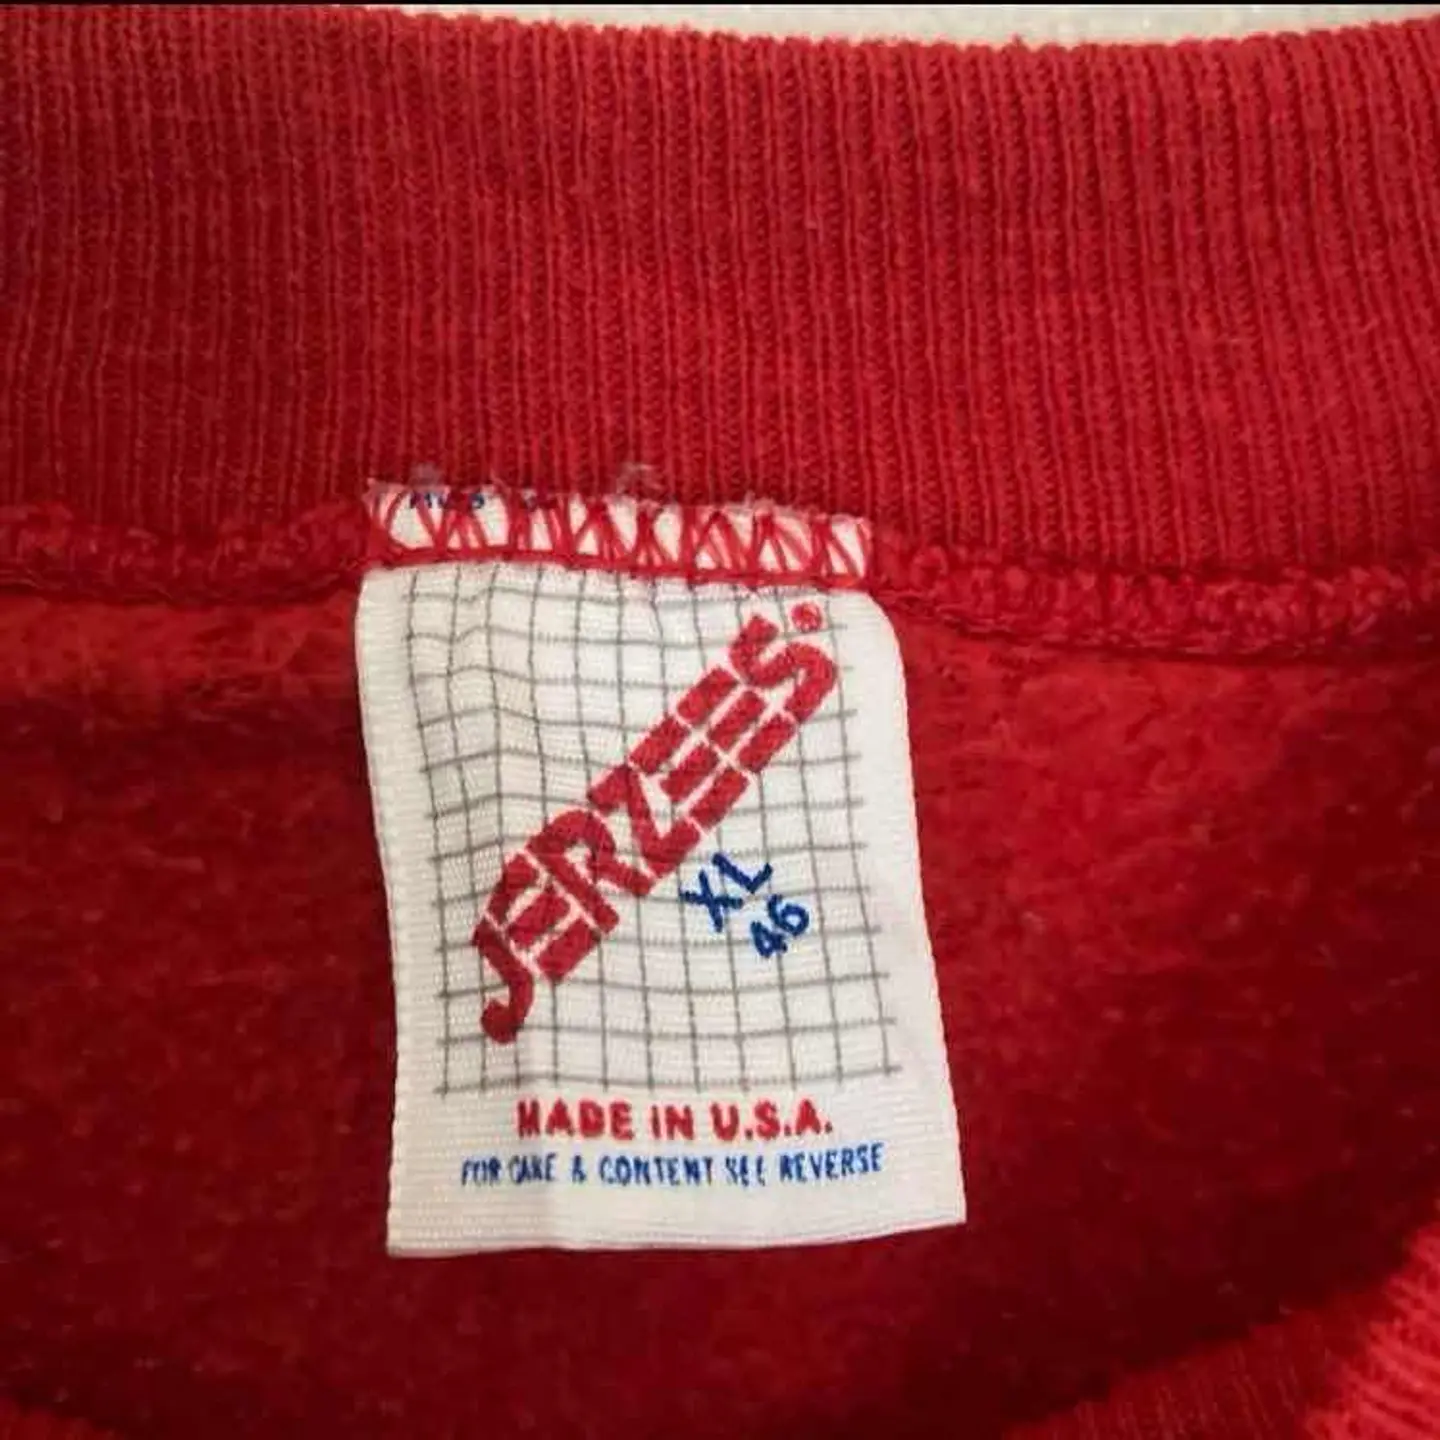 JERZEES®
XL
46
MADE IN U.S.A.
FOR CARE & CONTENT SEE REVERSE